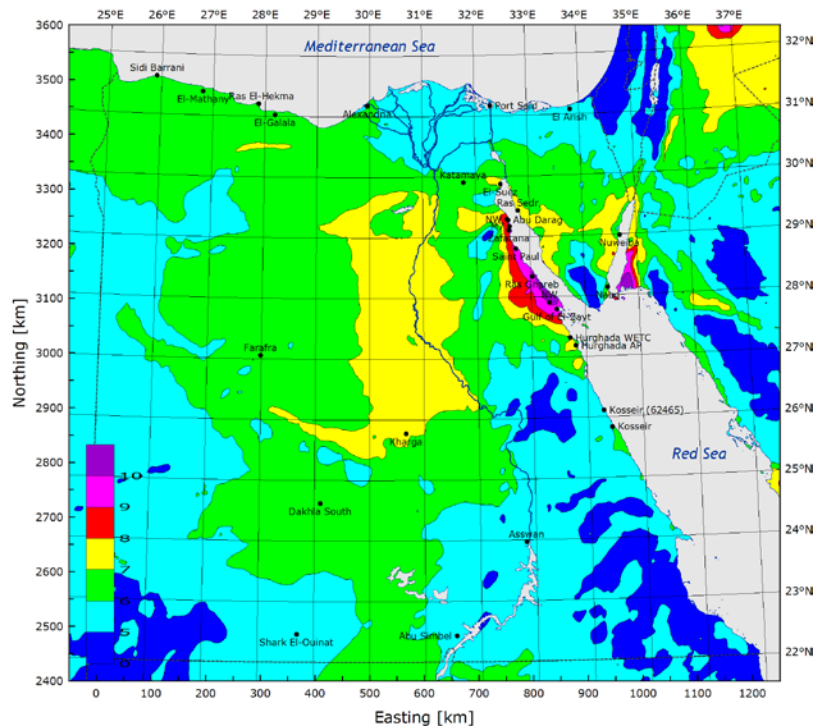 25°E 26°E 27°E 28°E 29°E 30°E 31°E 32°E 33°E 34°E 35°E 37°E
3600
32°N
Mediterranean Sea
Sidi Barrani
3500
El-Mathany
Ras El-Hekma
Alexandria
Port Said
El-Galala
El Arish
31°N
3400
Katamaya
30°N
3300
El-Suez
Ras Sedr
NW
Abu Darag
29°N
Zafarana
Nuweiba
3200
Saint Paul
Ras Ghareb
Nabq
3100
28°N
Gulf of El-Zayt
Hurghada WETC
Hurghada AP
3000
Farafra
27°N
Northing [km]
2900
Kosseir (62465)
26°N
Kosseir
Kharga
Red Sea
2800
10
25°N
9
2700
Dakhla South
8
24°N
Asswan
7
2600
6
23°N
2500
Shark El-Ouinat
Abu Simbel
5
0
22°N
2400
0 100 200 300 400 500 600 700 800 900 1000 1100 1200
Easting [km]